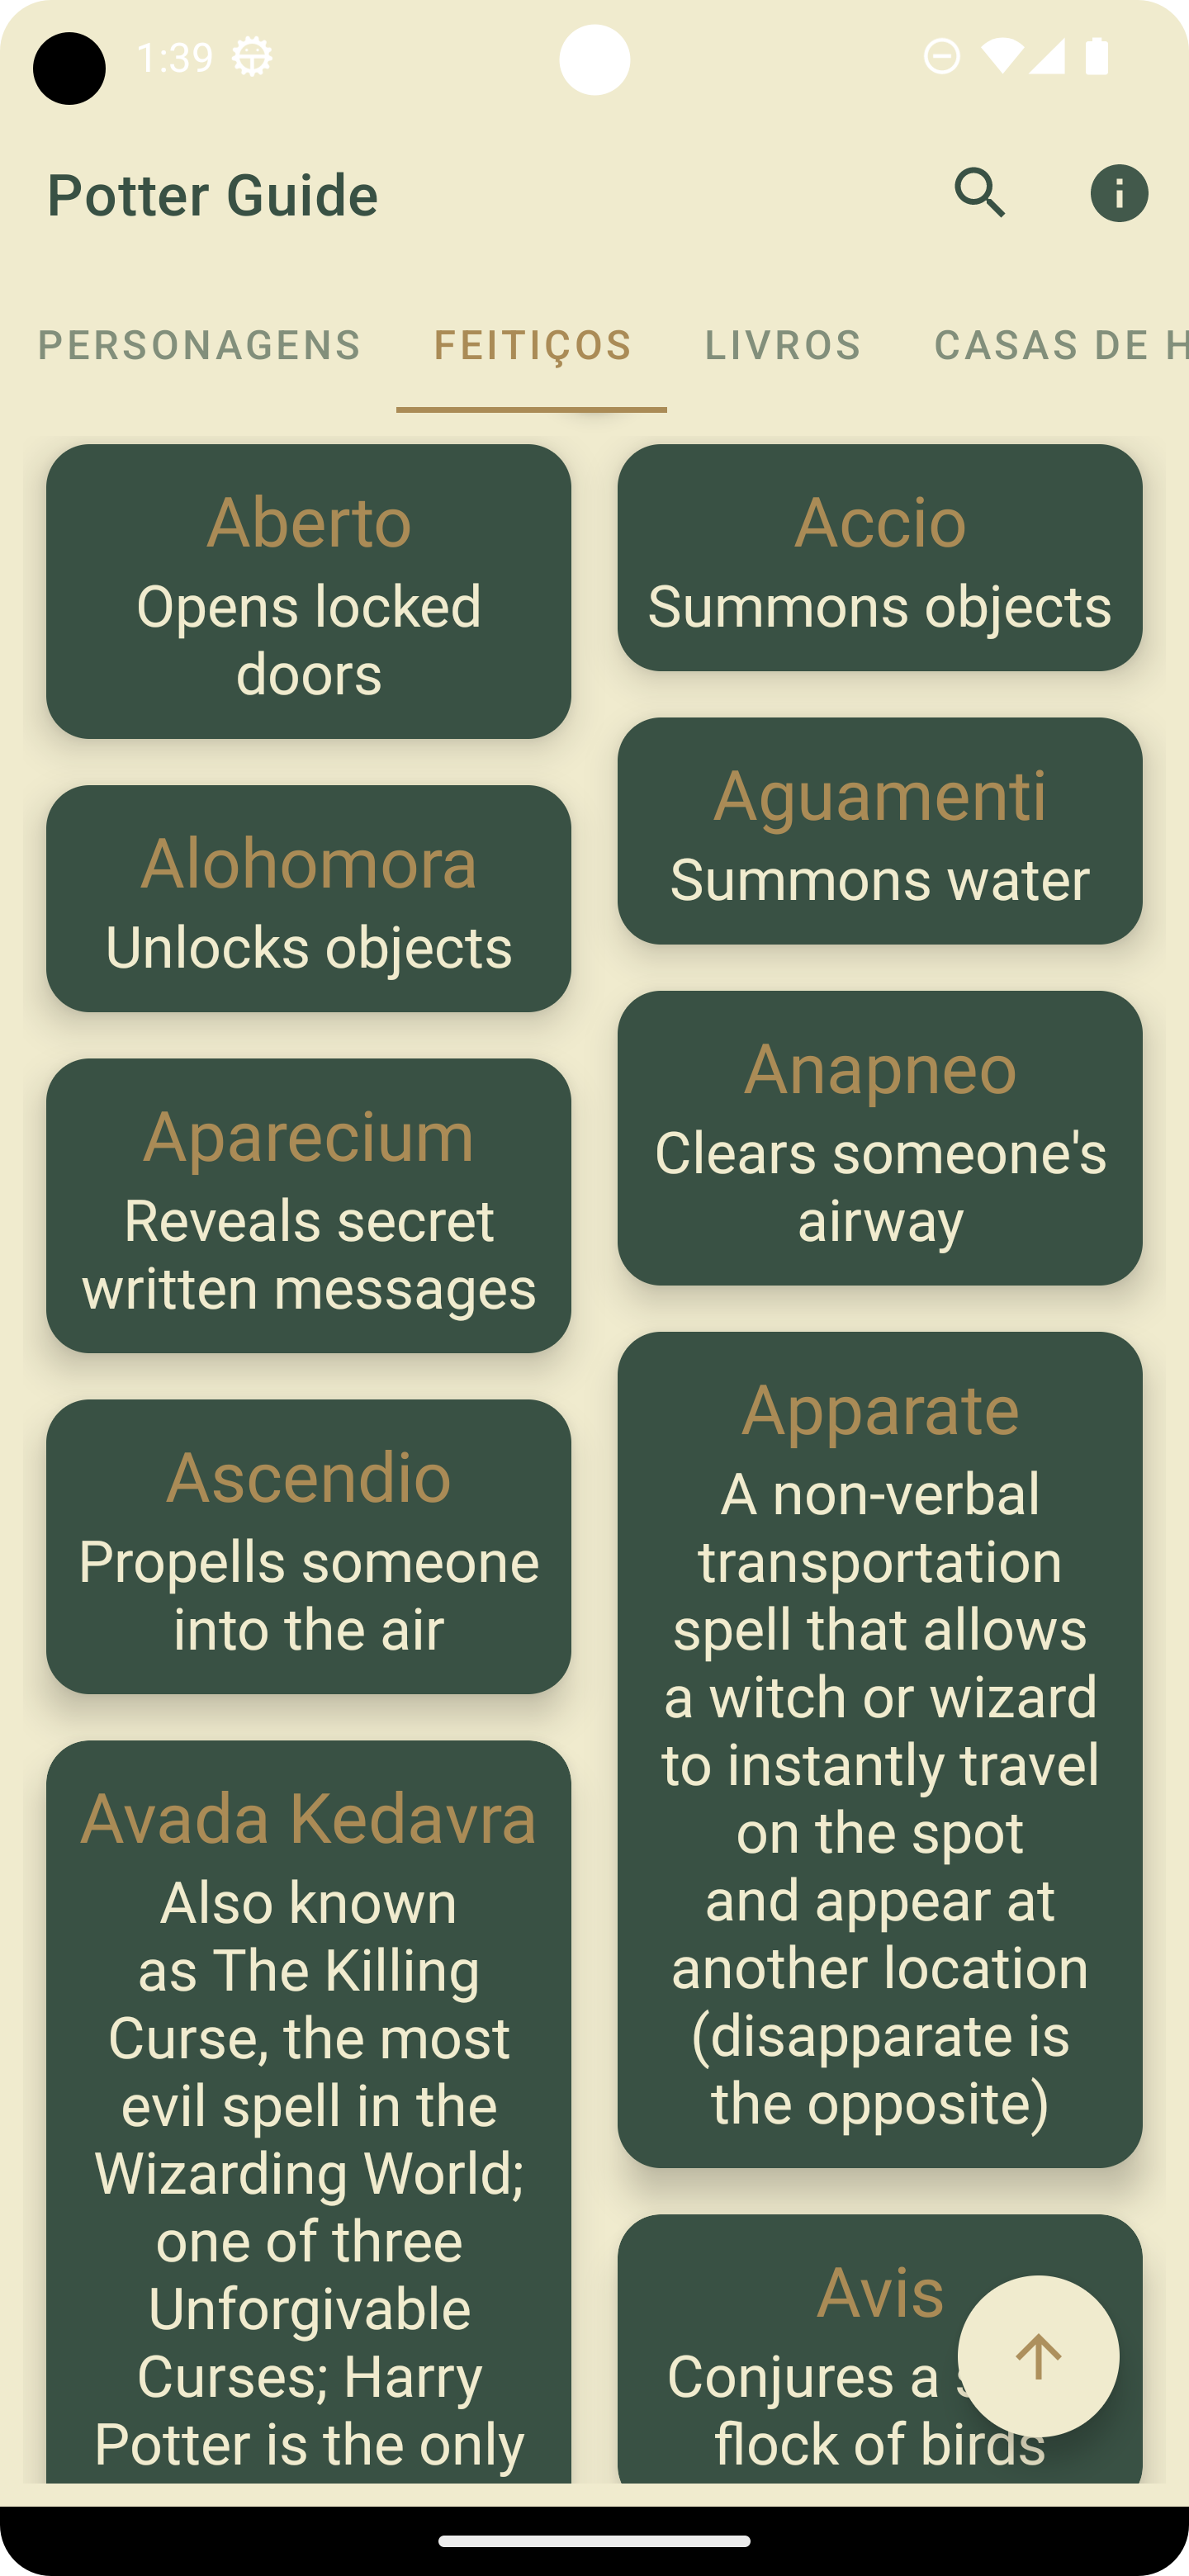 1:39
Potter Guide
PERSONAGENS FEITIÇOS LIVROS CASAS DE H
Aberto
Opens locked
doors
Accio
Summons objects
Alohomora
Unlocks objects
Aguamenti
Summons water
Aparecium
Reveals secret
written messages
Anapneo
Clears someone's
airway
Ascendio
Propells someone
into the air
Apparate
A non-verbal
transportation
spell that allows
a witch or wizard
to instantly travel
on the spot
and appear at
another location
(disapparate is
the opposite)
Avada Kedavra
Also known
as The Killing
Curse, the most
evil spell in the
Wizarding World;
one of three
Unforgivable
Curses; Harry
Potter is the only
Avis
Conjures a
flock of birds